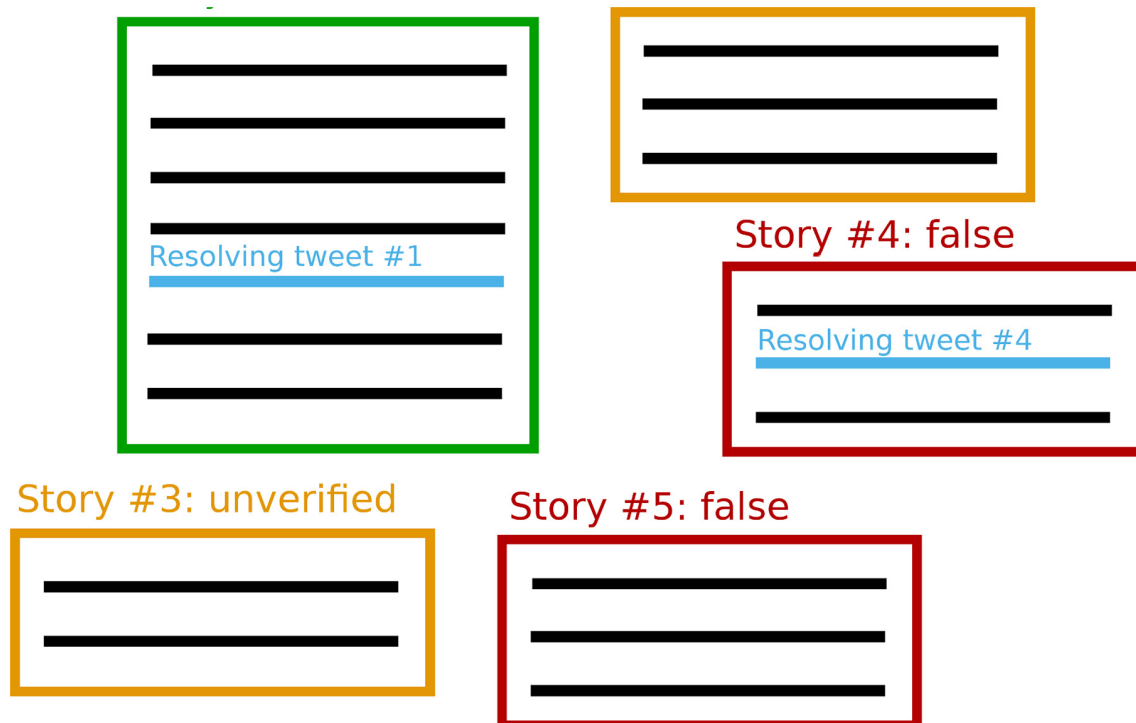 Resolving tweet #1
Story #4: false
Resolving tweet #4
Story #3: unverified
Story #5: false